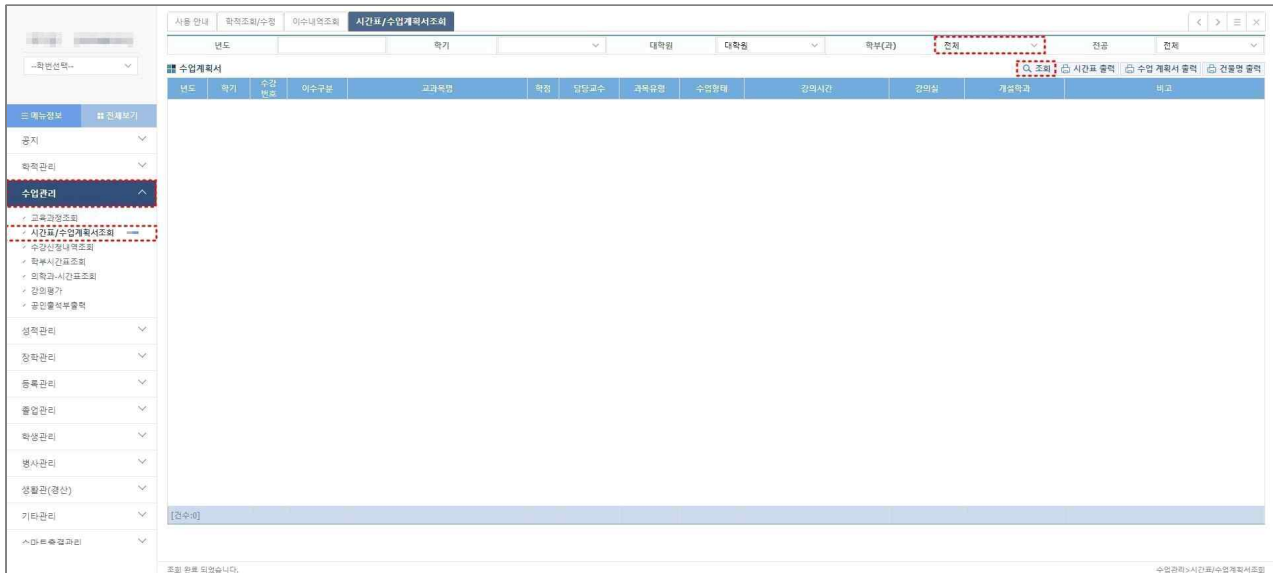 사용 안내 학적조회/수정 이수내역조회 시간표/수업계획서조회
년도 학기 대학원 대학원 학부(과) 전체 전공 전체
--학번선택--
수업계획서 조회 시간표 출력 수업 계획서 출력 건물명 출력
년도 학기 수강번호 이수구분 교과목명 학점 담당교수 과목유형 수업형태 강의시간 강의실 개설학과 비고
메뉴정보 전체보기
공지
학적관리
수업관리
교육과정조회
시간표/수업계획서조회
수강신청내역조회
학부시간표조회
의학과-시간표조회
강의평가
공인출석부출력
성적관리
장학관리
등록관리
졸업관리
학생관리
병사관리
생활관(경산)
기타관리
스마트출결관리
[건수:0]
조회 완료 되었습니다. 수업관리>시간표/수업계획서조회